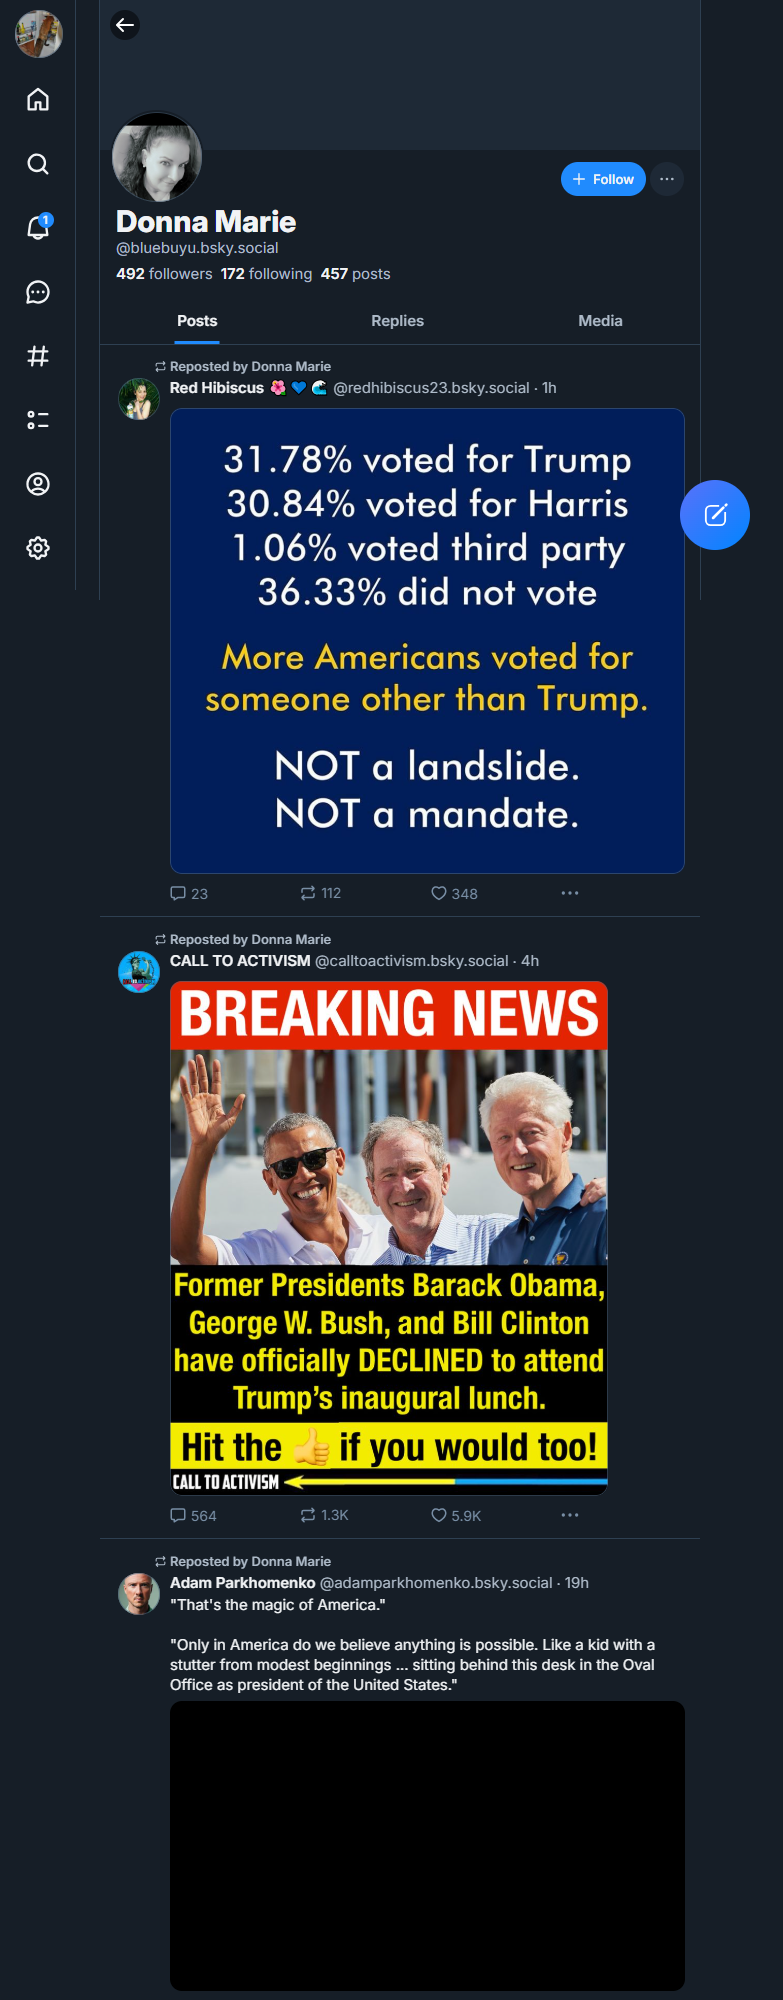 1
Follow
Donna Marie
@bluebuyu.bsky.social
492 followers 172 following 457 posts
Posts Replies Media
Reposted by Donna Marie
Red Hibiscus 🌺 💙 🌊 @redhibiscus23.bsky.social · 1h
31.78% voted for Trump
30.84% voted for Harris
1.06% voted third party
36.33% did not vote
More Americans voted for
someone other than Trump.
NOT a landslide.
NOT a mandate.
23 112 348
Reposted by Donna Marie
CALL TO ACTIVISM @calltoactivism.bsky.social · 4h
BREAKING NEWS
Former Presidents Barack Obama,
George W. Bush, and Bill Clinton
have officially DECLINED to attend
Trump's inaugural lunch.
Hit the 👍 if you would too!
CALL TO ACTIVISM
564 1.3K 5.9K
Reposted by Donna Marie
Adam Parkhomenko @adamparkhomenko.bsky.social · 19h
"That's the magic of America."
"Only in America do we believe anything is possible. Like a kid with a
stutter from modest beginnings ... sitting behind this desk in the Oval
Office as president of the United States."